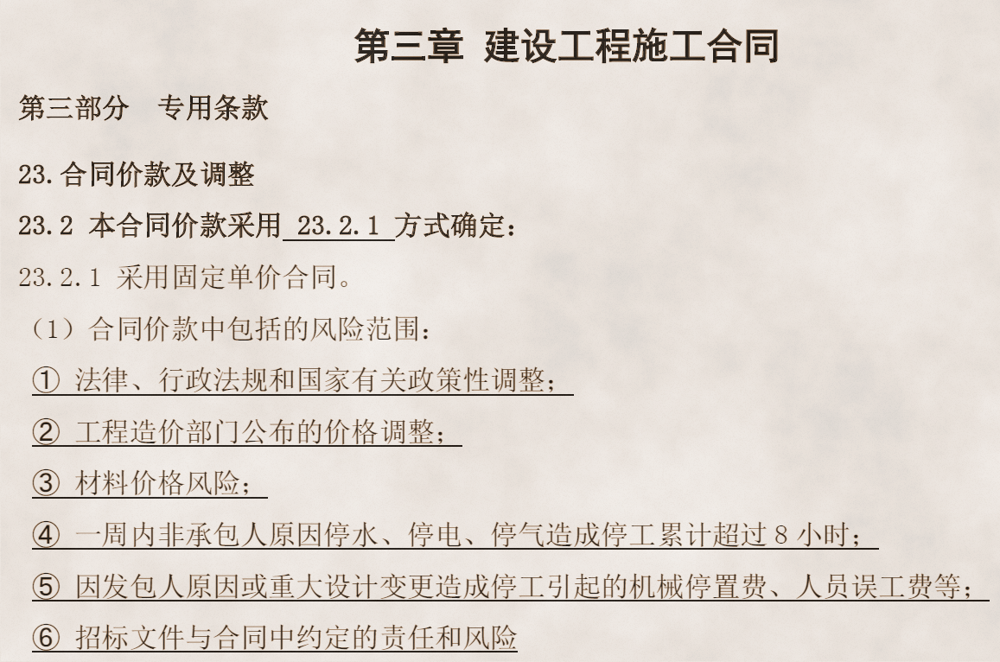 第三章 建设工程施工合同
第三部分 专用条款
23.合同价款及调整
23.2 本合同价款采用 23.2.1 方式确定：
23.2.1 采用固定单价合同。
（1）合同价款中包括的风险范围：
① 法律、行政法规和国家有关政策性调整；
② 工程造价部门公布的价格调整；
③ 材料价格风险；
④ 一周内非承包人原因停水、停电、停气造成停工累计超过 8 小时；
⑤ 因发包人原因或重大设计变更造成停工引起的机械停置费、人员误工费等；
⑥ 招标文件与合同中约定的责任和风险